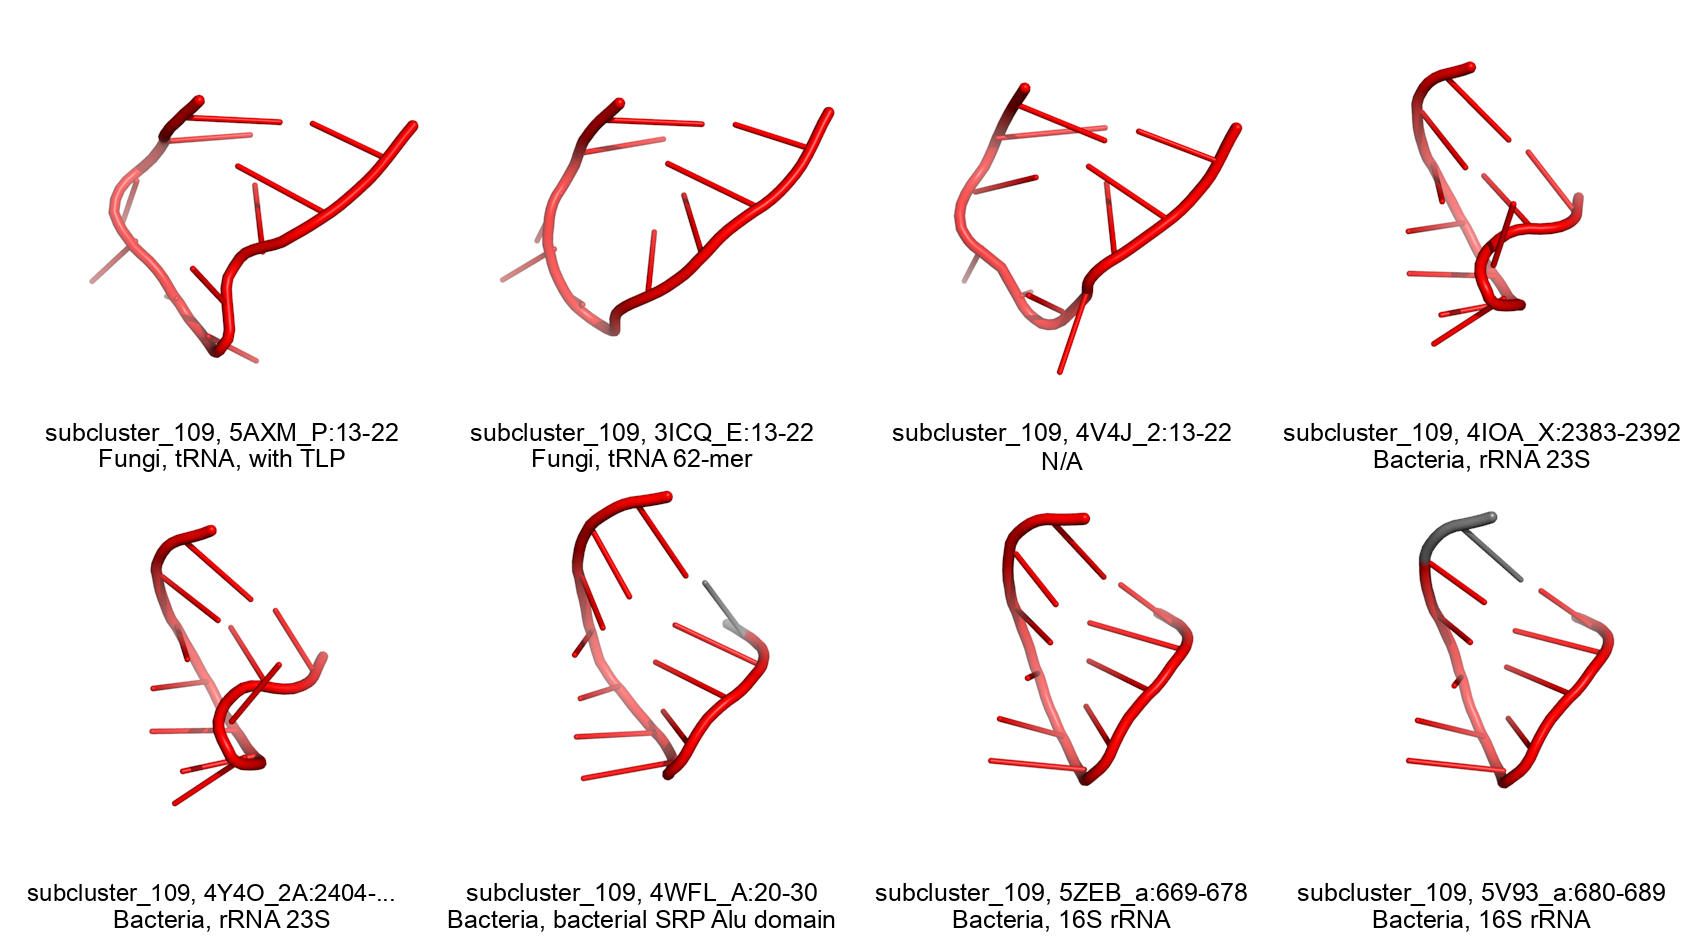 subcluster_109, 5AXM_P:13-22
Fungi, tRNA, with TLP
subcluster_109, 3ICQ_E:13-22
Fungi, tRNA 62-mer
subcluster_109, 4V4J_2:13-22
N/A
subcluster_109, 4IOA_X:2383-2392
Bacteria, rRNA 23S
subcluster_109, 4Y4O_2A:2404-...
Bacteria, rRNA 23S
subcluster_109, 4WFL_A:20-30
Bacteria, bacterial SRP Alu domain
subcluster_109, 5ZEB_a:669-678
Bacteria, 16S rRNA
subcluster_109, 5V93_a:680-689
Bacteria, 16S rRNA